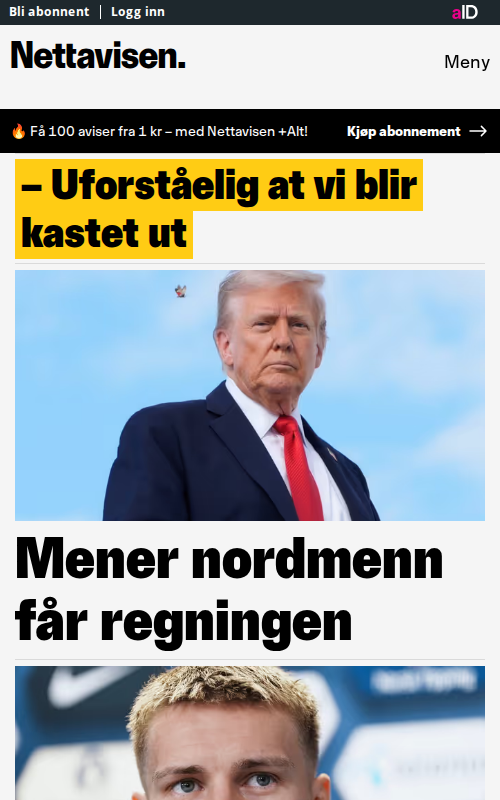 Bli abonnent | Logg inn
aID
Nettavisen.
Meny
🔥 Få 100 aviser fra 1 kr – med Nettavisen +Alt!
Kjøp abonnement →
– Uforståelig at vi blir
kastet ut
Mener nordmenn
får regningen